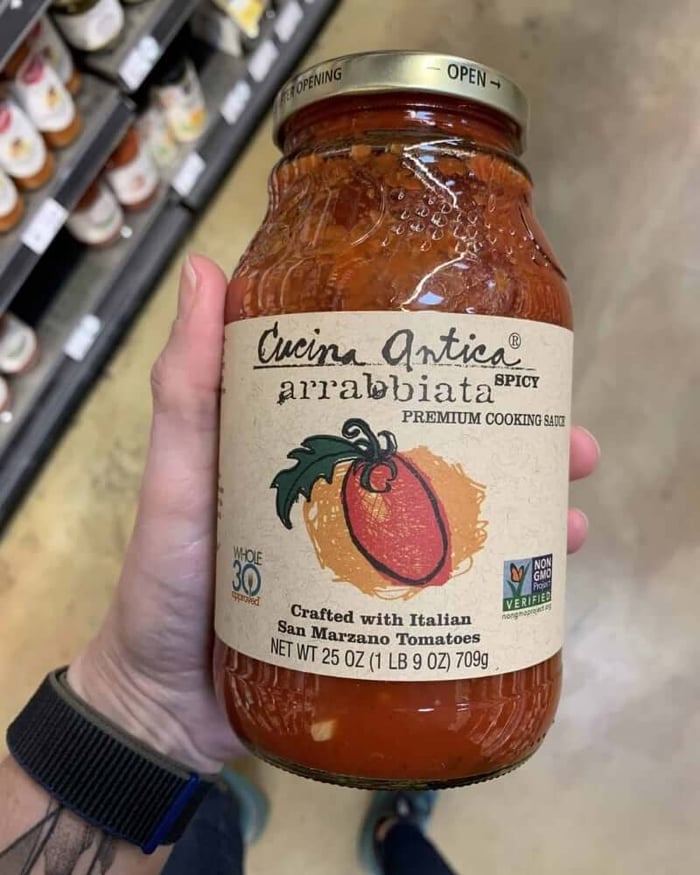 OPENING
OPEN →
Cucina Antica®
arrabbiata SPICY
PREMIUM COOKING SAUCE
WHOLE
30
approved
NON
GMO
Project
VERIFIED
nongmoproject.org
Crafted with Italian
San Marzano Tomatoes
NET WT 25 OZ (1 LB 9 OZ) 709g